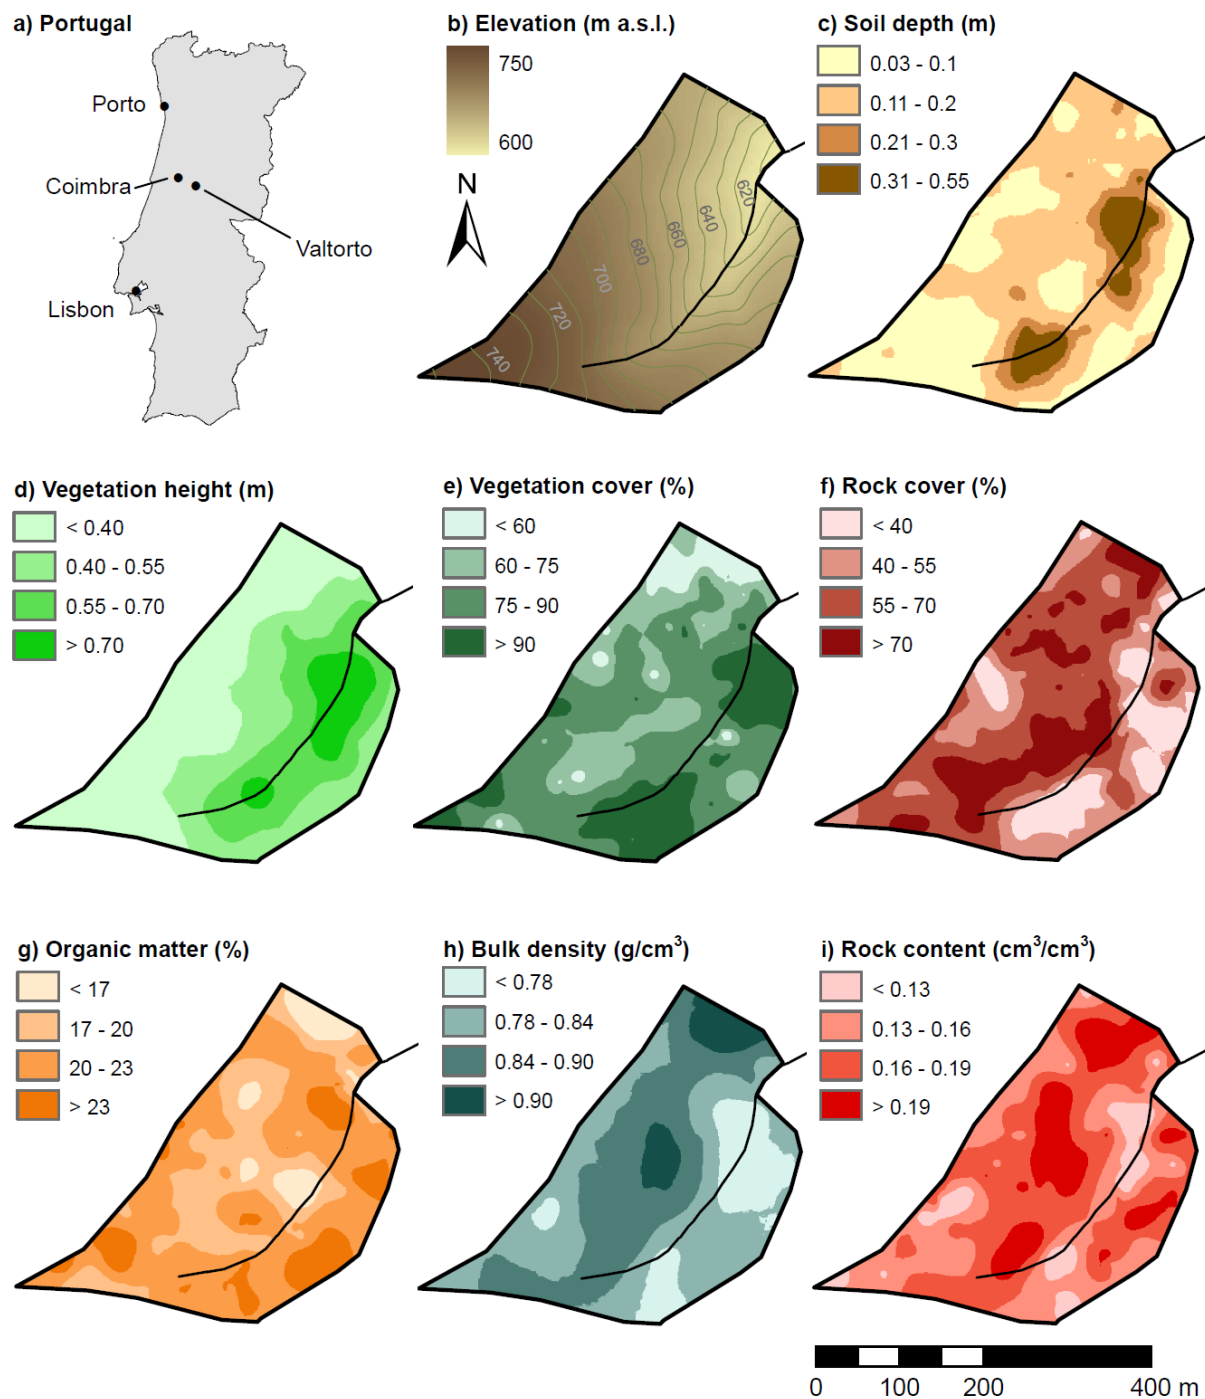 a) Portugal
Porto
Coimbra
Valtorto
Lisbon
b) Elevation (m a.s.l.)
750
600
N
620
640
660
680
700
720
740
c) Soil depth (m)
0.03 - 0.1
0.11 - 0.2
0.21 - 0.3
0.31 - 0.55
d) Vegetation height (m)
< 0.40
0.40 - 0.55
0.55 - 0.70
> 0.70
e) Vegetation cover (%)
< 60
60 - 75
75 - 90
> 90
f) Rock cover (%)
< 40
40 - 55
55 - 70
> 70
g) Organic matter (%)
< 17
17 - 20
20 - 23
> 23
h) Bulk density (g/cm³)
< 0.78
0.78 - 0.84
0.84 - 0.90
> 0.90
i) Rock content (cm³/cm³)
< 0.13
0.13 - 0.16
0.16 - 0.19
> 0.19
0 100 200 400 m